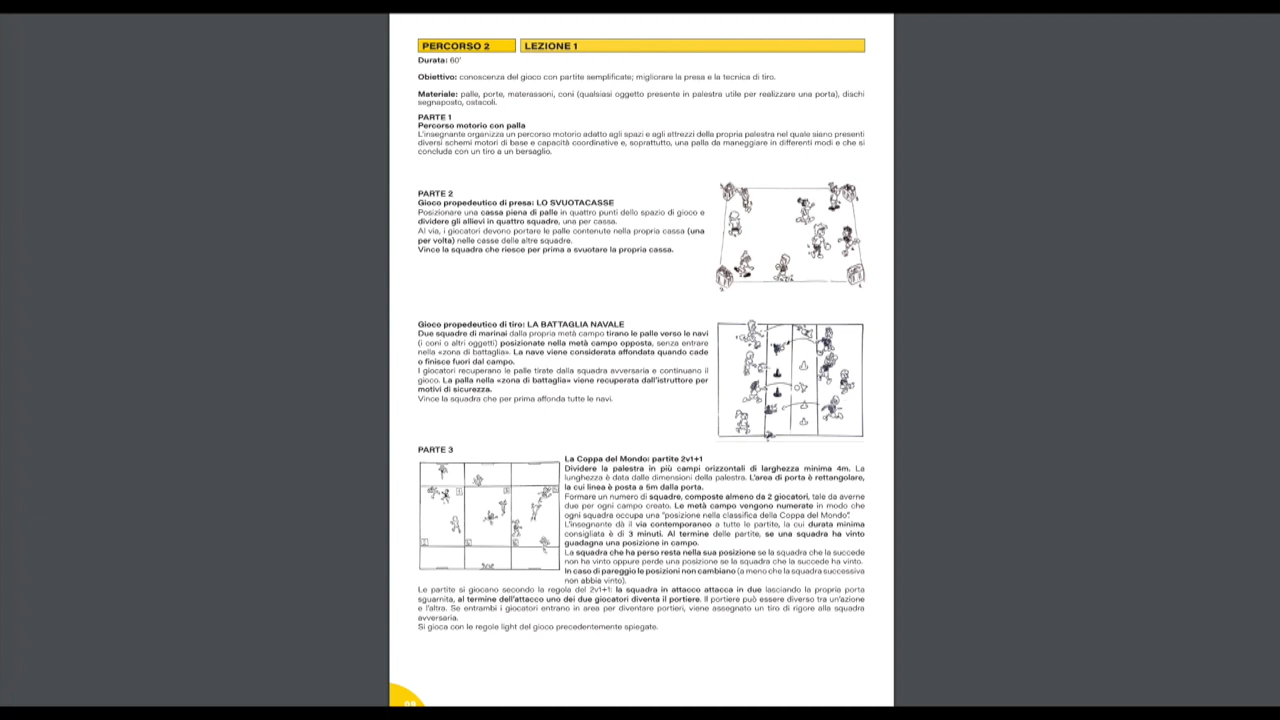 PERCORSO 2 LEZIONE 1
Durata: 60'
Obiettivo: conoscenza del gioco con partite semplificate; migliorare la presa e la tecnica di tiro.
Materiale: palle, porte, materassoni, coni (qualsiasi oggetto presente in palestra utile per realizzare una porta), dischi
segnaposto, ostacoli.
PARTE 1
Percorso motorio con palla
L'insegnante organizza un percorso motorio adatto agli spazi e agli attrezzi della propria palestra nel quale siano presenti
diversi schemi motori di base e capacità coordinative e, soprattutto, una palla da maneggiare in differenti modi e che si
concluda con un tiro a un bersaglio.
PARTE 2
Gioco propedeutico di presa: LO SVUOTACASSE
Posizionare una cassa piena di palle in quattro punti dello spazio di gioco e
dividere gli allievi in quattro squadre, una per cassa.
Al via, i giocatori devono portare le palle contenute nella propria cassa (una
per volta) nelle casse delle altre squadre.
Vince la squadra che riesce per prima a svuotare la propria cassa.
Gioco propedeutico di tiro: LA BATTAGLIA NAVALE
Due squadre di marinai dalla propria metà campo tirano le palle verso le navi
(i coni o altri oggetti) posizionate nella metà campo opposta, senza entrare
nella «zona di battaglia». La nave viene considerata affondata quando cade
o finisce fuori dal campo.
I giocatori recuperano le palle tirate dalla squadra avversaria e continuano il
gioco. La palla nella «zona di battaglia» viene recuperata dall'istruttore per
motivi di sicurezza.
Vince la squadra che per prima affonda tutte le navi.
PARTE 3
La Coppa del Mondo: partite 2v1+1
Dividere la palestra in più campi orizzontali di larghezza minima 4m. La
lunghezza è data dalle dimensioni della palestra. L'area di porta è rettangolare,
la cui linea è posta a 5m dalla porta.
Formare un numero di squadre, composte almeno da 2 giocatori, tale da averne
due per ogni campo creato. Le metà campo vengono numerate in modo che
ogni squadra occupa una "posizione nella classifica della Coppa del Mondo".
L'insegnante dà il via contemporaneo a tutte le partite, la cui durata minima
consigliata è di 3 minuti. Al termine delle partite, se una squadra ha vinto
guadagna una posizione in campo.
La squadra che ha perso resta nella sua posizione se la squadra che la succede
non ha vinto oppure perde una posizione se la squadra che la succede ha vinto.
In caso di pareggio le posizioni non cambiano (a meno che la squadra successiva
non abbia vinto).
Le partite si giocano secondo la regola del 2v1+1: la squadra in attacco attacca in due lasciando la propria porta
sguarnita, al termine dell'attacco uno dei due giocatori diventa il portiere. Il portiere può essere diverso tra un'azione
e l'altra. Se entrambi i giocatori entrano in area per diventare portieri, viene assegnato un tiro di rigore alla squadra
avversaria.
Si gioca con le regole light del gioco precedentemente spiegate.